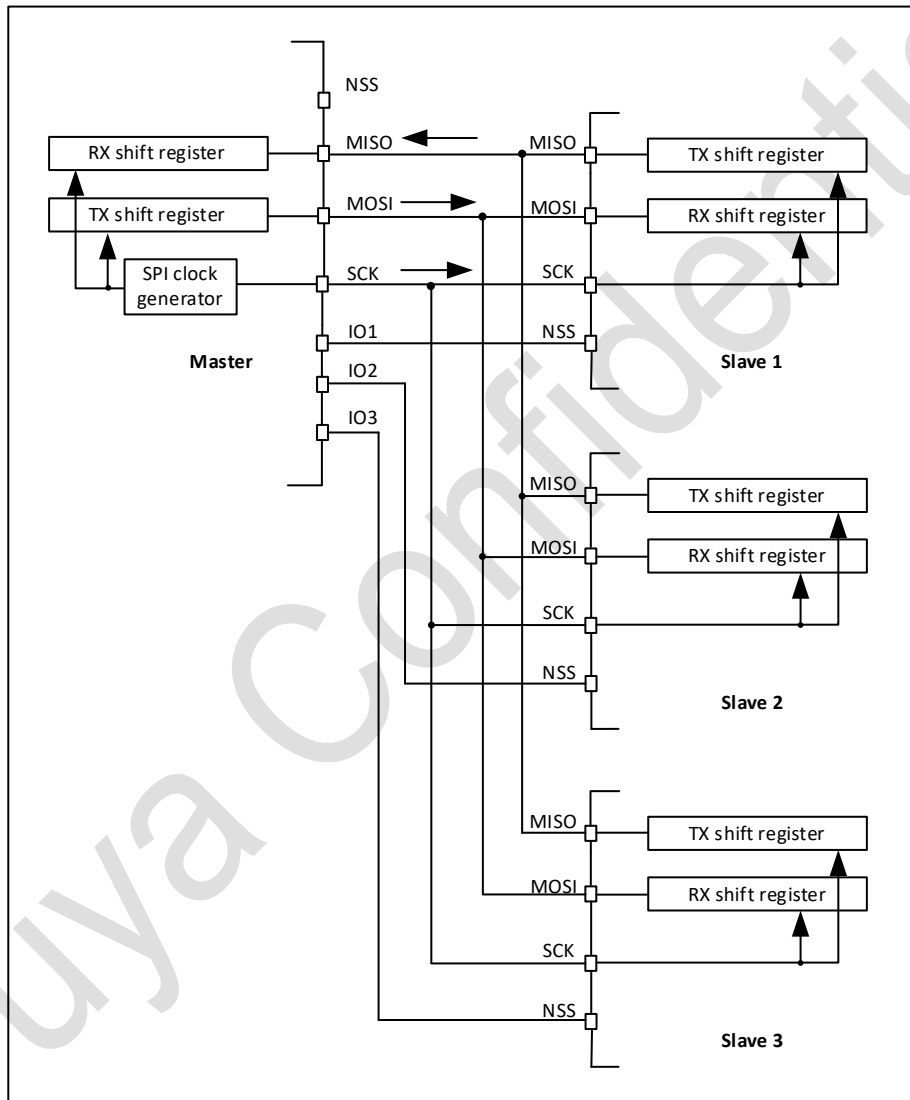 NSS
RX shift register
MISO
MISO
TX shift register
TX shift register
MOSI
MOSI
RX shift register
SPI clock
generator
SCK
SCK
IO1
NSS
Master
Slave 1
IO2
IO3
MISO
TX shift register
MOSI
RX shift register
SCK
NSS
Slave 2
MISO
TX shift register
MOSI
RX shift register
SCK
NSS
Slave 3
uya Confidentia